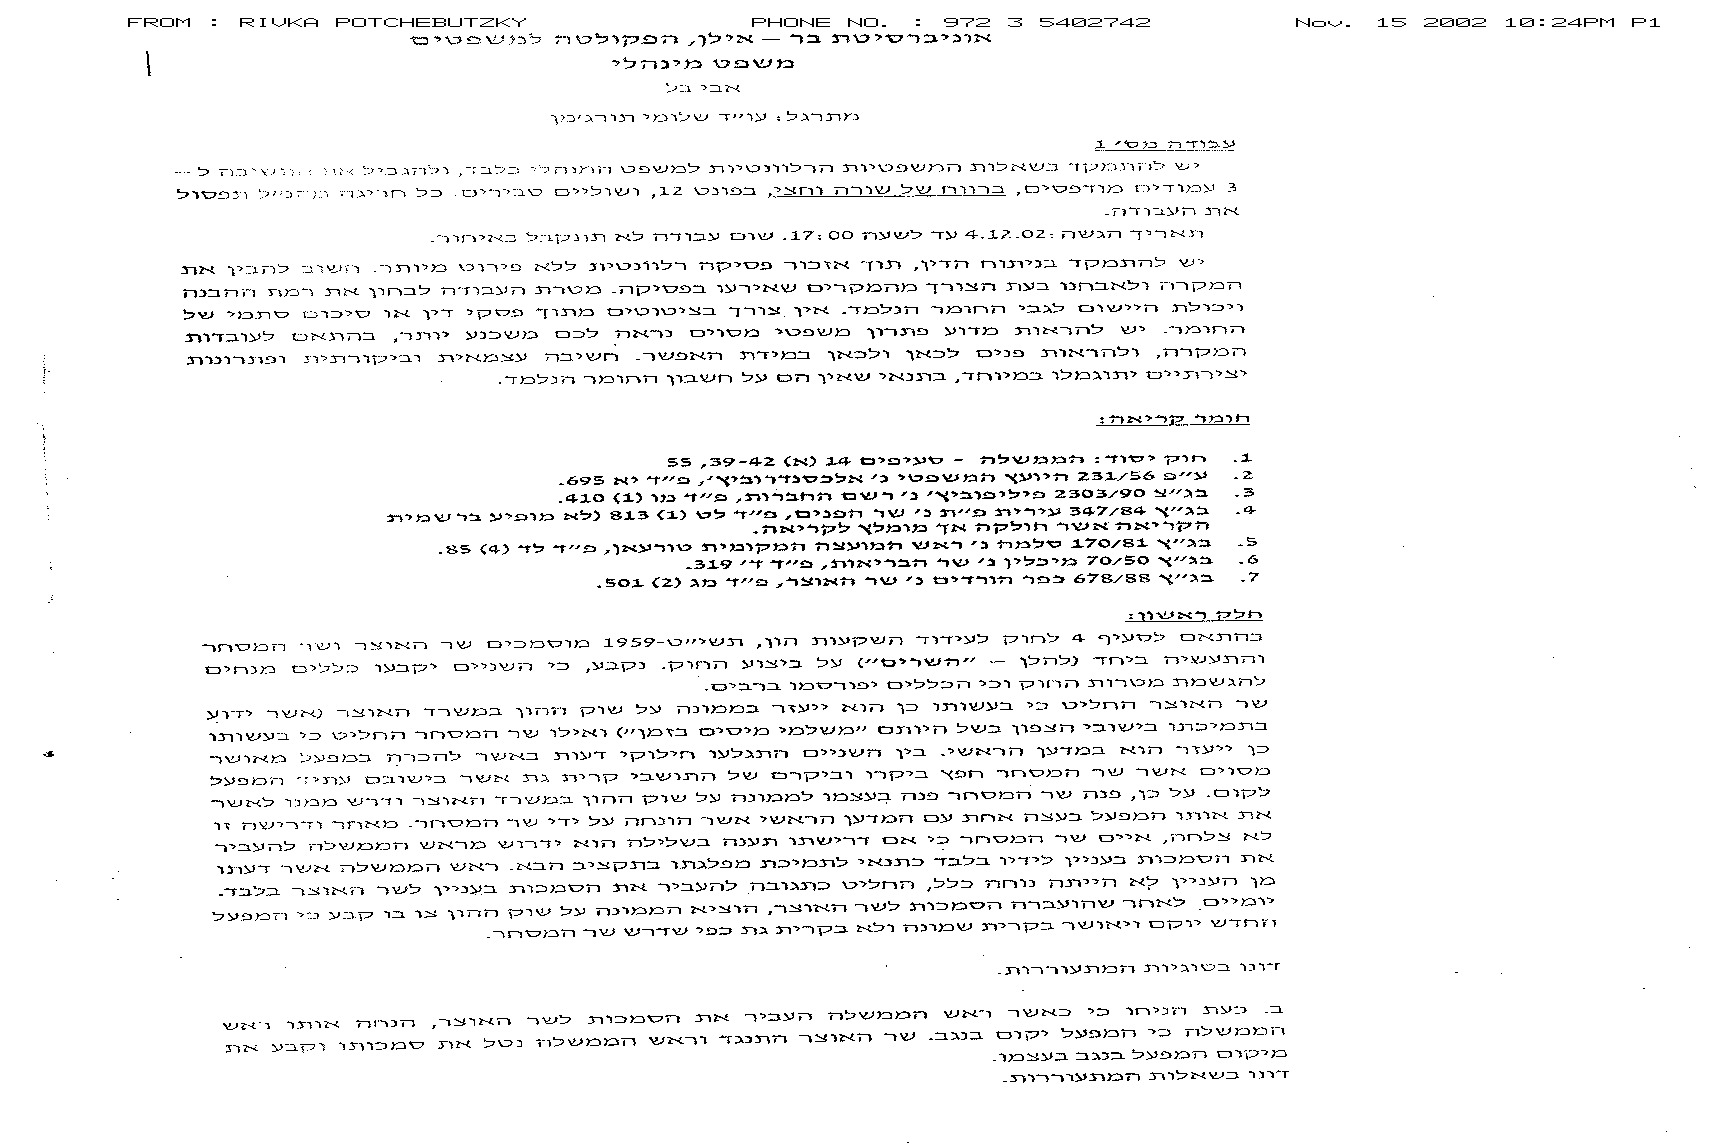 FROM : RIVKA POTCHEBUTZKY PHONE NO. : 972 3 5402742 Nov. 15 2002 10:24PM P1
אוניברסיטת בר – אילן, הפקולטה למשפטים
משפט מינהלי
אבי בל
מתרגל: עו״ד שלומי תורג׳מן
עבודה מס׳ 1
יש להתמקד בשאלות המשפטיות הרלוונטיות למשפט המנהלי בלבד, ולהגביל את ל –
3 עמודים מודפסים, ברווח של שורה וחצי, בפונט 12, ושוליים סבירים. כל חריגה מהנ״ל תפסול
את העבודה.
תאריך הגשה: 4.12.02 עד לשעה 17:00. שום עבודה לא תתקבל באיחור.
יש להתמקד בניתוח הדין, תוך אזכור פסיקה רלוונטית ללא פירוט מיותר. חשוב להבין את
המקרה ולאבחנו בעת הצורך מהמקרים שאירעו בפסיקה. מטרת העבודה לבחון את רמת ההבנה
ויכולת היישום לגבי החומר הנלמד. אין צורך בציטוטים מתוך פסקי דין או סיכום סתמי של
החומר. יש להראות מדוע פתרון משפטי מסוים נראה לכם משכנע יותר, בהתאם לעובדות
המקרה, ולהראות פנים לכאן ולכאן במידת האפשר. חשיבה עצמאית וביקורתית ופתרונות
יצירתיים יתוגמלו במיוחד, בתנאי שאין הם על חשבון החומר הנלמד.
חומר קריאה:
1. חוק יסוד: הממשלה - סעיפים 14 (א) 39-42, 55
2. ע״פ 231/56 היועץ המשפטי נ׳ אלכסנדרוביץ׳, פ״ד יא 695.
3. בג״צ 2303/90 פיליפוביץ׳ נ׳ רשם החברות, פ״ד מו (1) 410.
4. בג״ץ 347/84 עירית פ״ת נ׳ שר הפנים, פ״ד לט (1) 813 (לא מופיע ברשמית
הקריאה אשר חולקה אך מומלץ לקריאה.
5. בג״ץ 170/81 סלמה נ׳ ראש המועצה המקומית טורעאן, פ״ד לד (4) 85.
6. בג״ץ 70/50 מיכלין נ׳ שר הבריאות, פ״ד ד׳ 319.
7. בג״ץ 678/88 כפר הורדים נ׳ שר האוצר, פ״ד מג (2) 501.
חלק ראשון:
בהתאם לסעיף 4 לחוק לעידוד השקעות הון, תשי״ט-1959 מוסמכים שר האוצר ושר המסחר
והתעשיה ביחד (להלן – ״השרים״) על ביצוע החוק. נקבע, כי השניים יקבעו כללים מנחים
להגשמת מטרות החוק וכי הכללים יפורסמו ברבים.
שר האוצר החליט כי בעשותו כן הוא ייעזר בממונה על שוק ההון במשרד האוצר (אשר ידוע
בתמיכתו בישובי הצפון בשל היותם ״משלמי מיסים בזמן״) ואילו שר המסחר החליט כי בעשותו
כן ייעזר הוא במדען הראשי. בין השניים התגלעו חילוקי דעות באשר להכרח במפעל מאושר
מסוים אשר שר המסחר חפץ ביקרו וביקרם של התושבי קרית גת אשר בישובם עתיד המפעל
לקום. על כן, פנה שר המסחר פנה בעצמו לממונה על שוק ההון במשרד האוצר ודרש ממנו לאשר
את אותו המפעל בעצה אחת עם המדען הראשי אשר הונחה על ידי שר המסחר. מאחר ודרישה זו
לא צלחה, איים שר המסחר כי אם דרישתו תענה בשלילה הוא ידרוש מראש הממשלה להעביר
את הסמכות בעניין לידיו בלבד כתנאי לתמיכת מפלגתו בתקציב הבא. ראש הממשלה אשר דעתו
מן העניין לא הייתה נוחה כלל, החליט כתגובה להעביר את הסמכות בעניין לשר האוצר בלבד.
יומיים לאחר שהועברה הסמכות לשר האוצר, הוציא הממונה על שוק ההון צו בו קבע כי המפעל
החדש יוקם ויאושר בקרית שמונה ולא בקרית גת כפי שדרש שר המסחר.
דונו בסוגיות המתעוררות.
ב. כעת הניחו כי כאשר ראש הממשלה העביר את הסמכות לשר האוצר, הנחה אותו ראש
הממשלה כי המפעל יקום בנגב. שר האוצר התנגד וראש הממשלה נטל את סמכותו וקבע את
מיקום המפעל בנגב בעצמו.
דונו בשאלות המתעוררות.